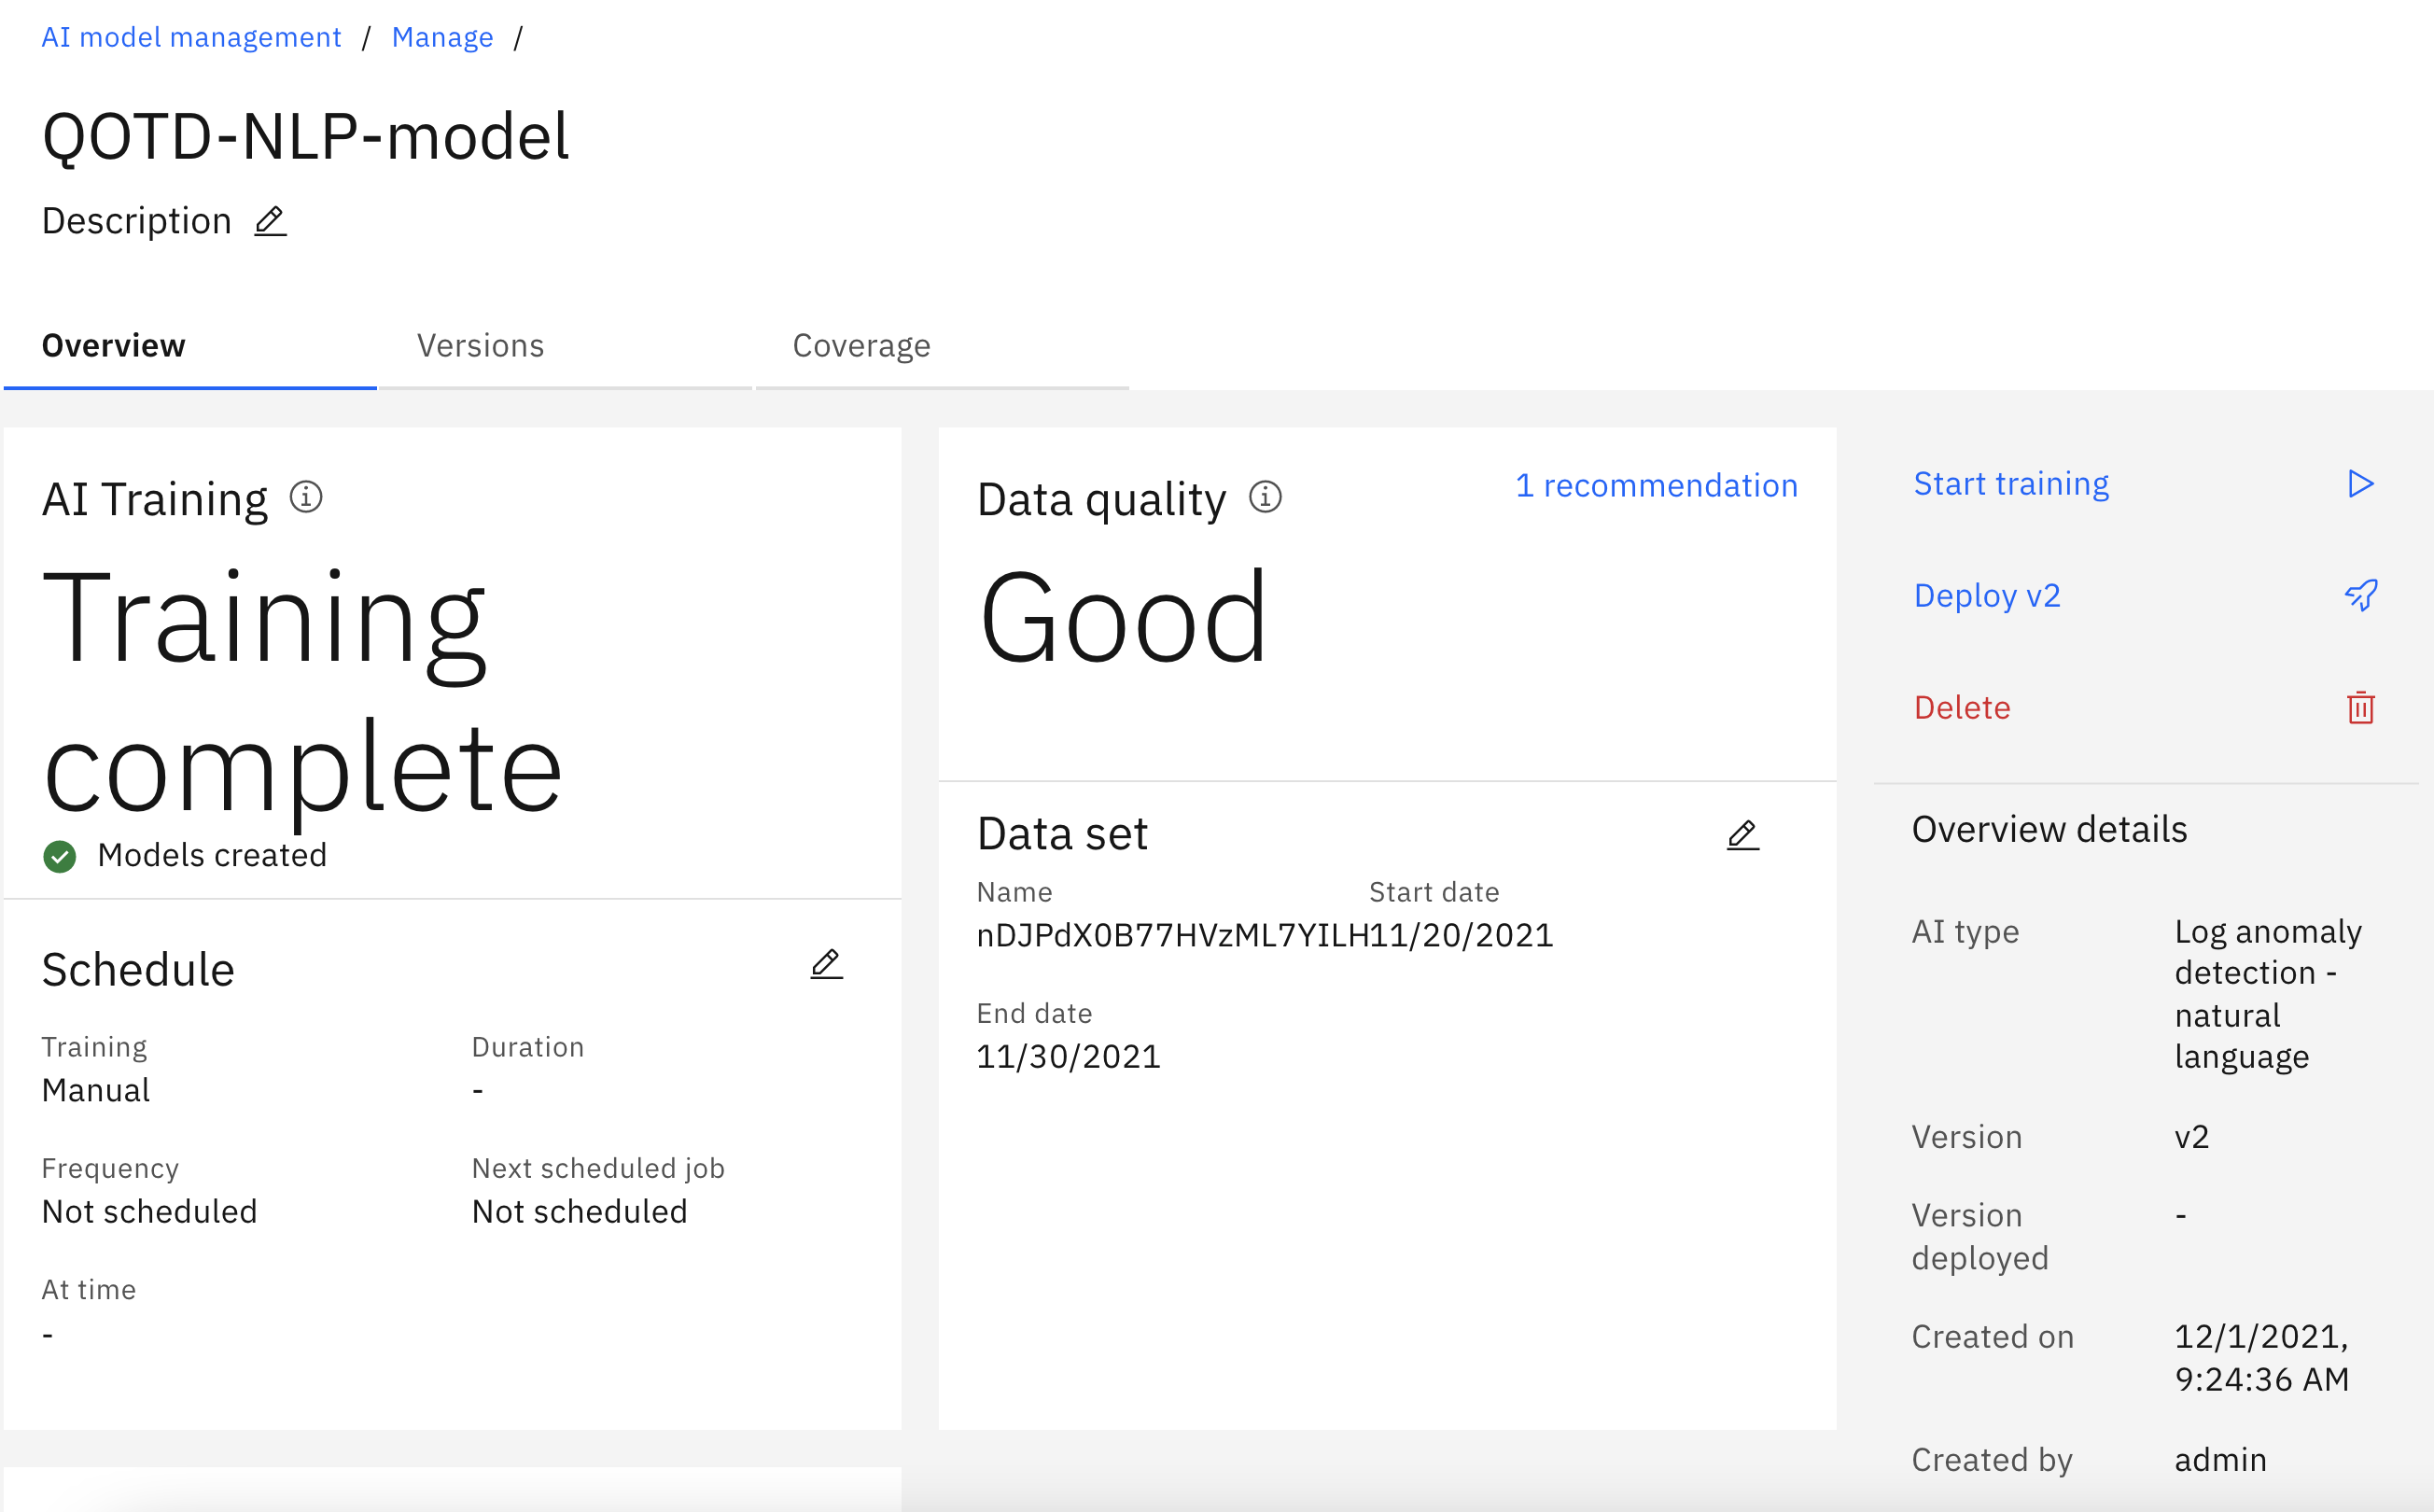 AI model management / Manage /
QOTD-NLP-model
Description
Overview
Versions
Coverage
AI Training
Training
complete
Models created
Schedule
Training
Manual
Duration
-
Frequency
Not scheduled
Next scheduled job
Not scheduled
At time
-
Data quality
1 recommendation
Good
Data set
Name
nDJPdX0B77HVzML7YILH
Start date
11/20/2021
End date
11/30/2021
Start training
Deploy v2
Delete
Overview details
AI type
Log anomaly
detection -
natural
language
Version
v2
Version
deployed
-
Created on
12/1/2021,
9:24:36 AM
Created by
admin